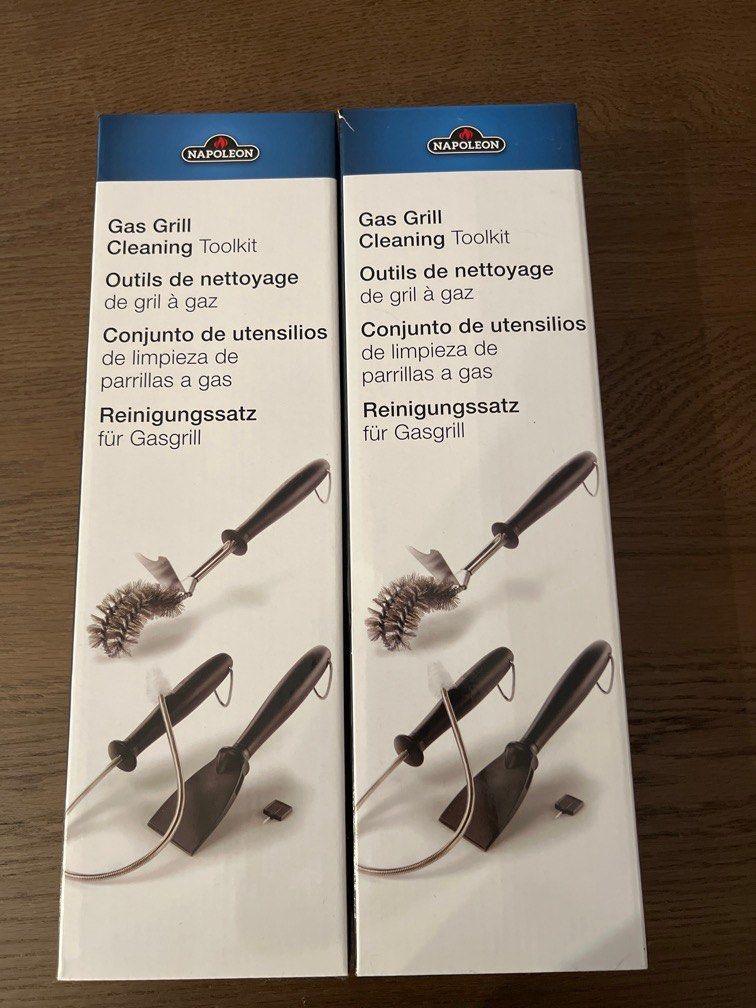 NAPOLEON
Gas Grill
Cleaning Toolkit
Outils de nettoyage
de gril à gaz
Conjunto de utensilios
de limpieza de
parrillas a gas
Reinigungssatz
für Gasgrill
NAPOLEON
Gas Grill
Cleaning Toolkit
Outils de nettoyage
de gril à gaz
Conjunto de utensilios
de limpieza de
parrillas a gas
Reinigungssatz
für Gasgrill